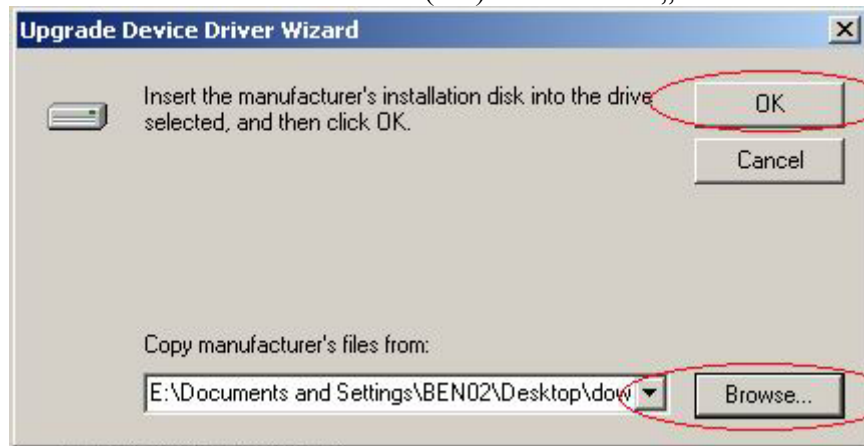 Upgrade Device Driver Wizard
Insert the manufacturer's installation disk into the drive
selected, and then click OK.
OK
Cancel
Copy manufacturer's files from:
E:\Documents and Settings\BEN02\Desktop\dow
Browse...